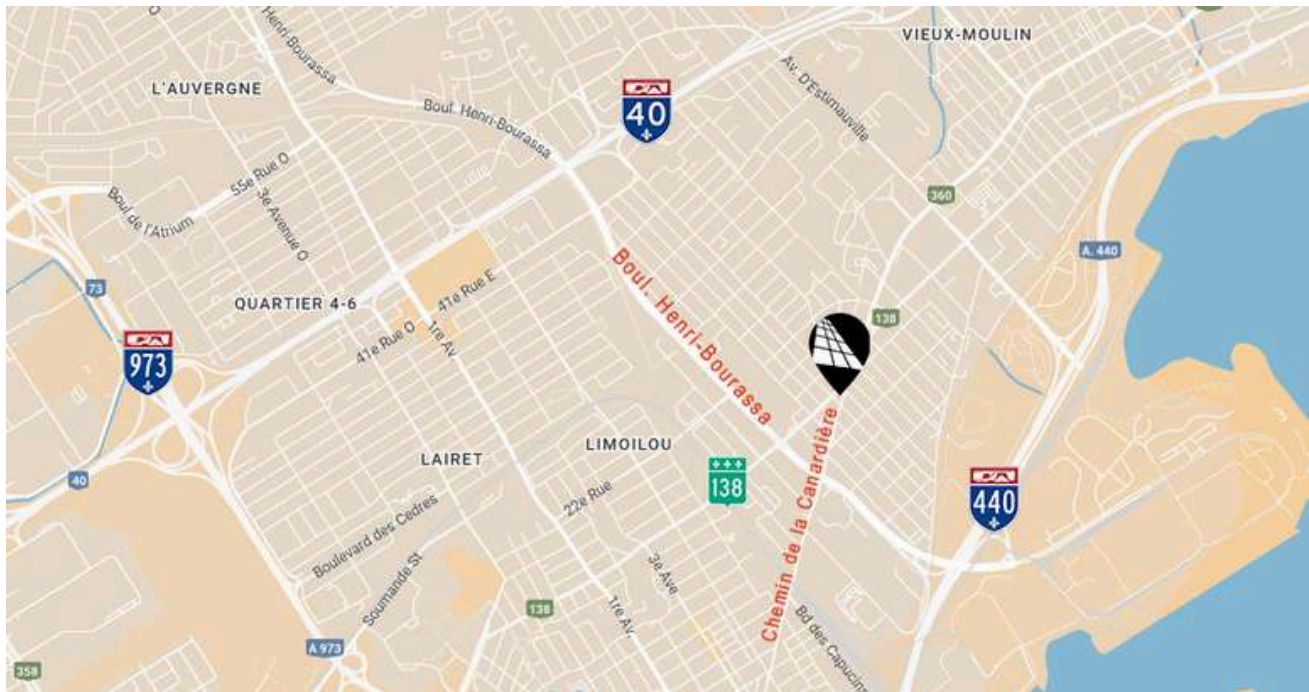 Henri-Bourassa
VIEUX-MOULIN
Av. D'Estimauville
L'AUVERGNE
Boul. Henri-Bourassa
40
55e Rue O
3e Avenue O
Boul de l'Atrium
360
A. 440
73
QUARTIER 4-6
41e Rue E
41e Rue O
1re Av
Boul. Henri-Bourassa
138
973
LIMOILOU
LAIRET
40
138
22e Rue
440
Chemin de la Canardière
Boulevard des Cedres
Soumande St
3e Ave
138
1re Av.
Bd des Capucins
A 973
358